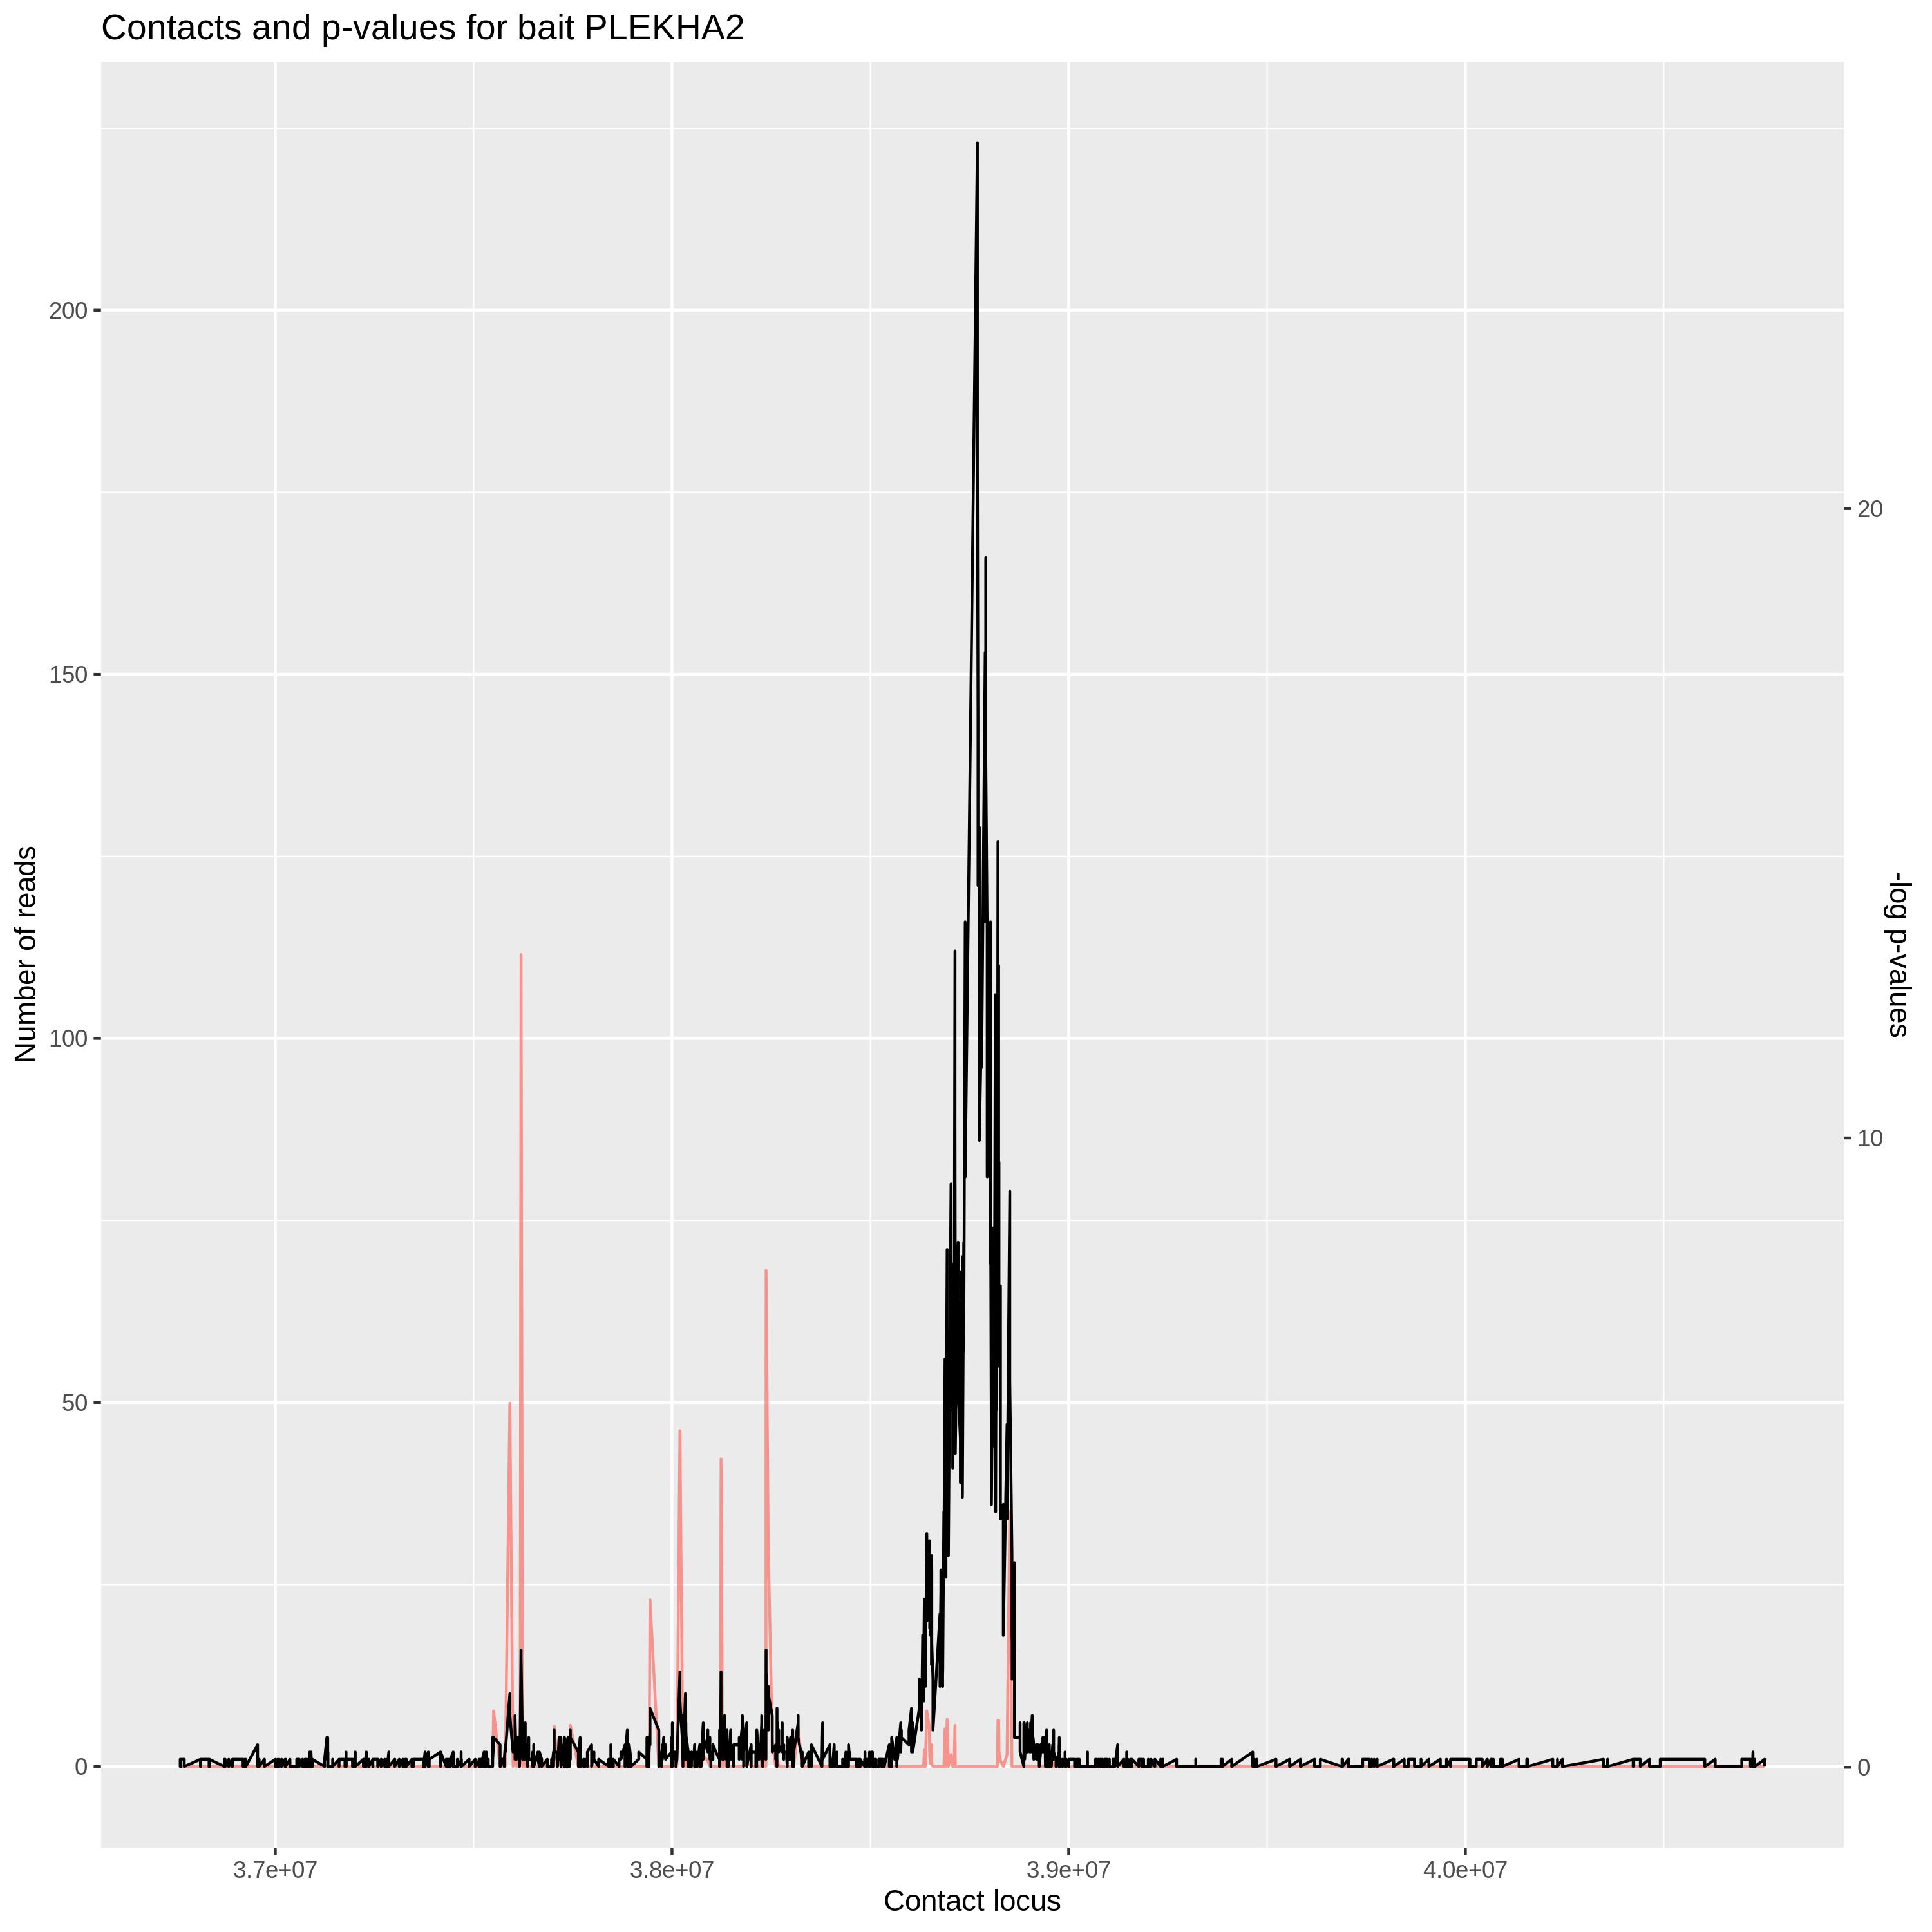 Contacts and p-values for bait PLEKHA2
Number of reads
200
150
100
50
0
20
10
0
-log p-values
3.7e+07
3.8e+07
3.9e+07
4.0e+07
Contact locus